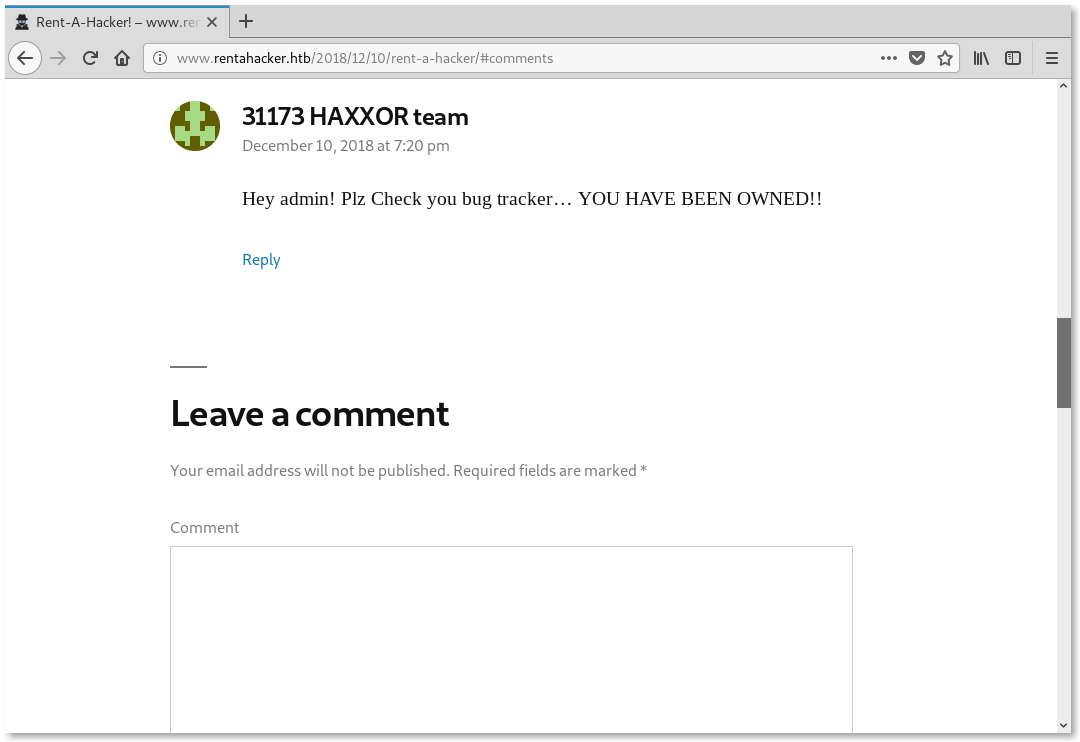 Rent-A-Hacker! – www.ren
www.rentahacker.htb/2018/12/10/rent-a-hacker/#comments
31173 HAXXOR team
December 10, 2018 at 7:20 pm
Hey admin! Plz Check you bug tracker… YOU HAVE BEEN OWNED!!
Reply
Leave a comment
Your email address will not be published. Required fields are marked *
Comment